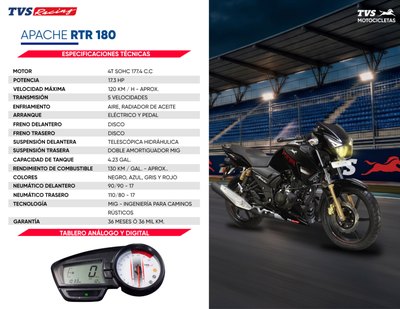 TVS Racing
APACHE RTR 180
ESPECIFICACIONES TÉCNICAS
MOTOR 4T SOHC 177.4 C.C
POTENCIA 17.3 HP
VELOCIDAD MÁXIMA 120 KM / H - APROX.
TRANSMISIÓN 5 VELOCIDADES
ENFRIAMIENTO AIRE, RADIADOR DE ACEITE
ARRANQUE ELÉCTRICO Y PEDAL
FRENO DELANTERO DISCO
FRENO TRASERO DISCO
SUSPENSIÓN DELANTERA TELESCÓPICA HIDRÁHULICA
SUSPENSIÓN TRASERA DOBLE AMORTIGUADOR MIG
CAPACIDAD DE TANQUE 4.23 GAL.
RENDIMIENTO DE COMBUSTIBLE 130 KM / GAL. - APROX.
COLORES NEGRO, AZUL, GRIS Y ROJO
NEUMÁTICO DELANTERO 90/90 - 17
NEUMÁTICO TRASERO 110/80 - 17
TECNOLOGÍA MIG - INGENIERÍA PARA CAMINOS
RÚSTICOS
GARANTÍA 36 MESES Ó 36 MIL KM.
TABLERO ANÁLOGO Y DIGITAL
TVS
MOTOCICLETAS
TVS